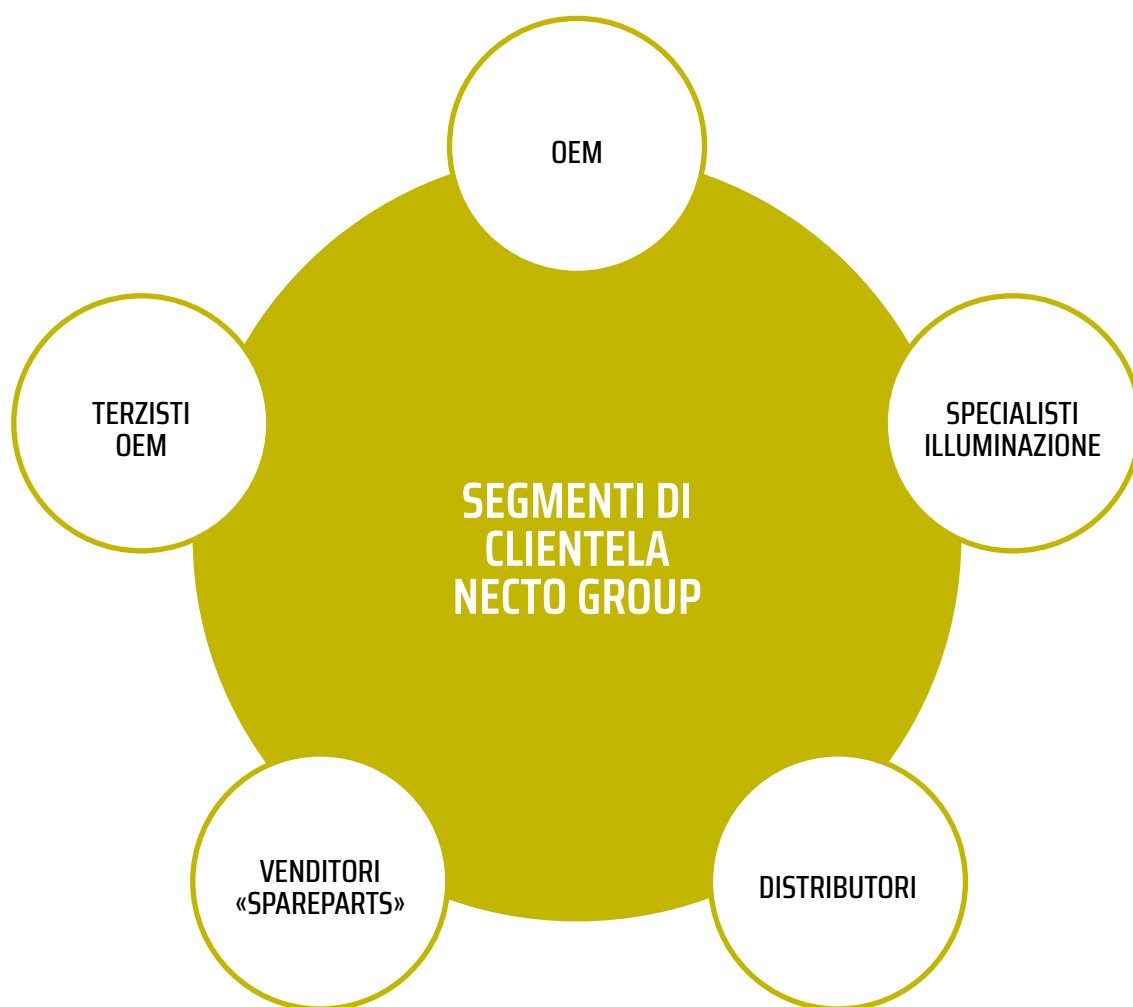 OEM
TERZISTI
OEM
SPECIALISTI
ILLUMINAZIONE
SEGMENTI DI
CLIENTELA
NECTO GROUP
VENDITORI
«SPAREPARTS»
DISTRIBUTORI